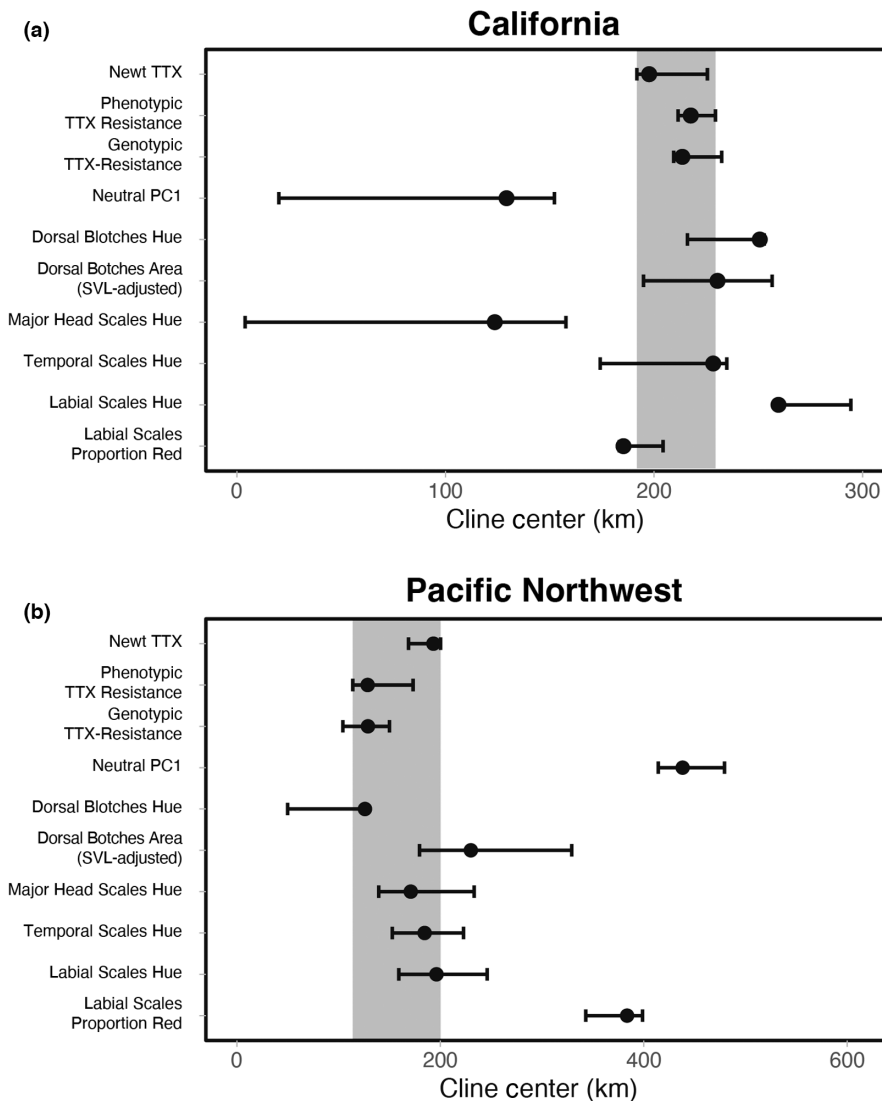 (a)
California
Newt TTX
Phenotypic
TTX Resistance
Genotypic
TTX-Resistance
Neutral PC1
Dorsal Blotches Hue
Dorsal Botches Area
(SVL-adjusted)
Major Head Scales Hue
Temporal Scales Hue
Labial Scales Hue
Labial Scales
Proportion Red
0 100 200 300
Cline center (km)
(b)
Pacific Northwest
Newt TTX
Phenotypic
TTX Resistance
Genotypic
TTX-Resistance
Neutral PC1
Dorsal Blotches Hue
Dorsal Botches Area
(SVL-adjusted)
Major Head Scales Hue
Temporal Scales Hue
Labial Scales Hue
Labial Scales
Proportion Red
0 200 400 600
Cline center (km)